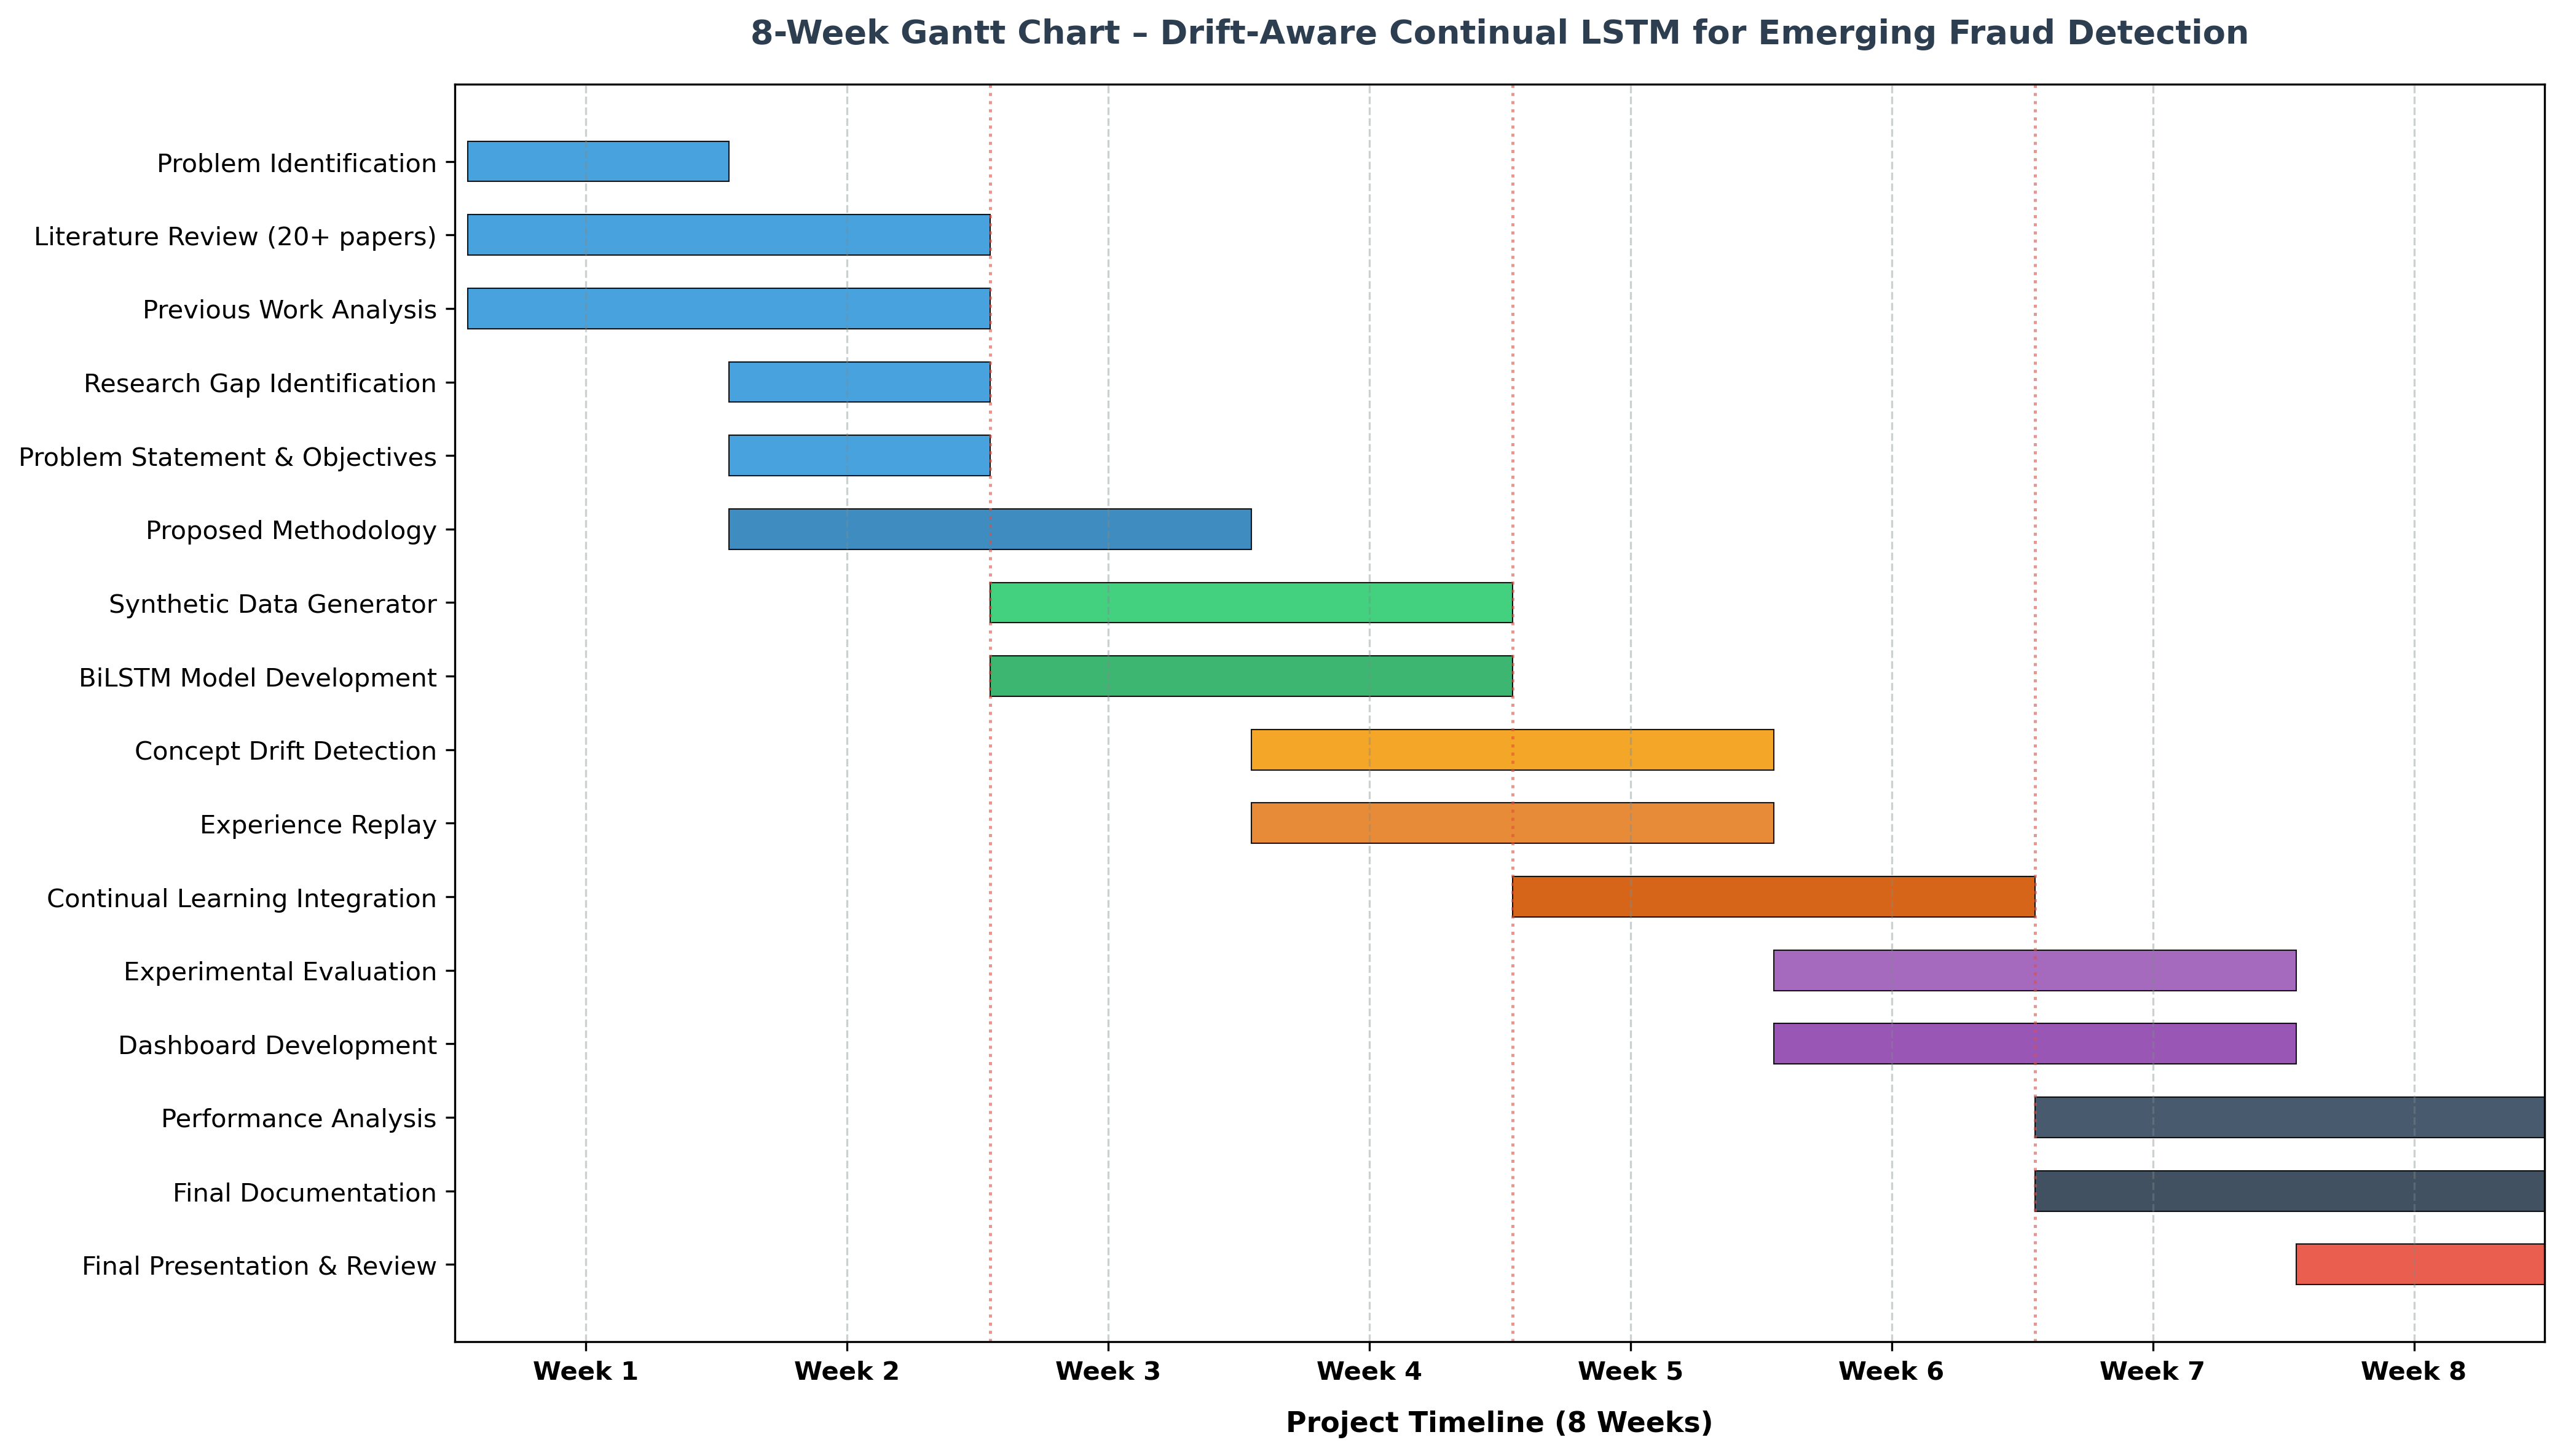 8-Week Gantt Chart – Drift-Aware Continual LSTM for Emerging Fraud Detection
Problem Identification
Literature Review (20+ papers)
Previous Work Analysis
Research Gap Identification
Problem Statement & Objectives
Proposed Methodology
Synthetic Data Generator
BiLSTM Model Development
Concept Drift Detection
Experience Replay
Continual Learning Integration
Experimental Evaluation
Dashboard Development
Performance Analysis
Final Documentation
Final Presentation & Review
Week 1 Week 2 Week 3 Week 4 Week 5 Week 6 Week 7 Week 8
Project Timeline (8 Weeks)